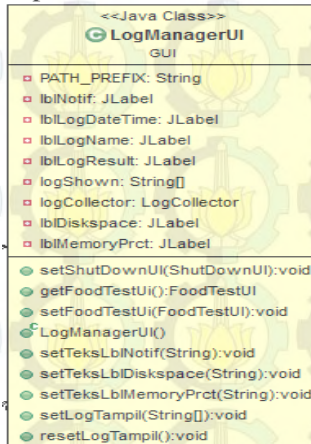 <<Java Class>>
LogManagerUI
GUI
PATH_PREFIX: String
lblNotif: JLabel
lblLogDateTime: JLabel
lblLogName: JLabel
lblLogResult: JLabel
logShown: String[]
logCollector: LogCollector
lblDiskspace: JLabel
lblMemoryPrct: JLabel
setShutDownUI(ShutDownUI):void
getFoodTestUi():FoodTestUI
setFoodTestUi(FoodTestUI):void
LogManagerUI()
setTeksLblNotif(String):void
setTeksLblDiskspace(String):void
setTeksLblMemoryPrct(String):void
setLogTampil(String[]):void
resetLogTampil():void